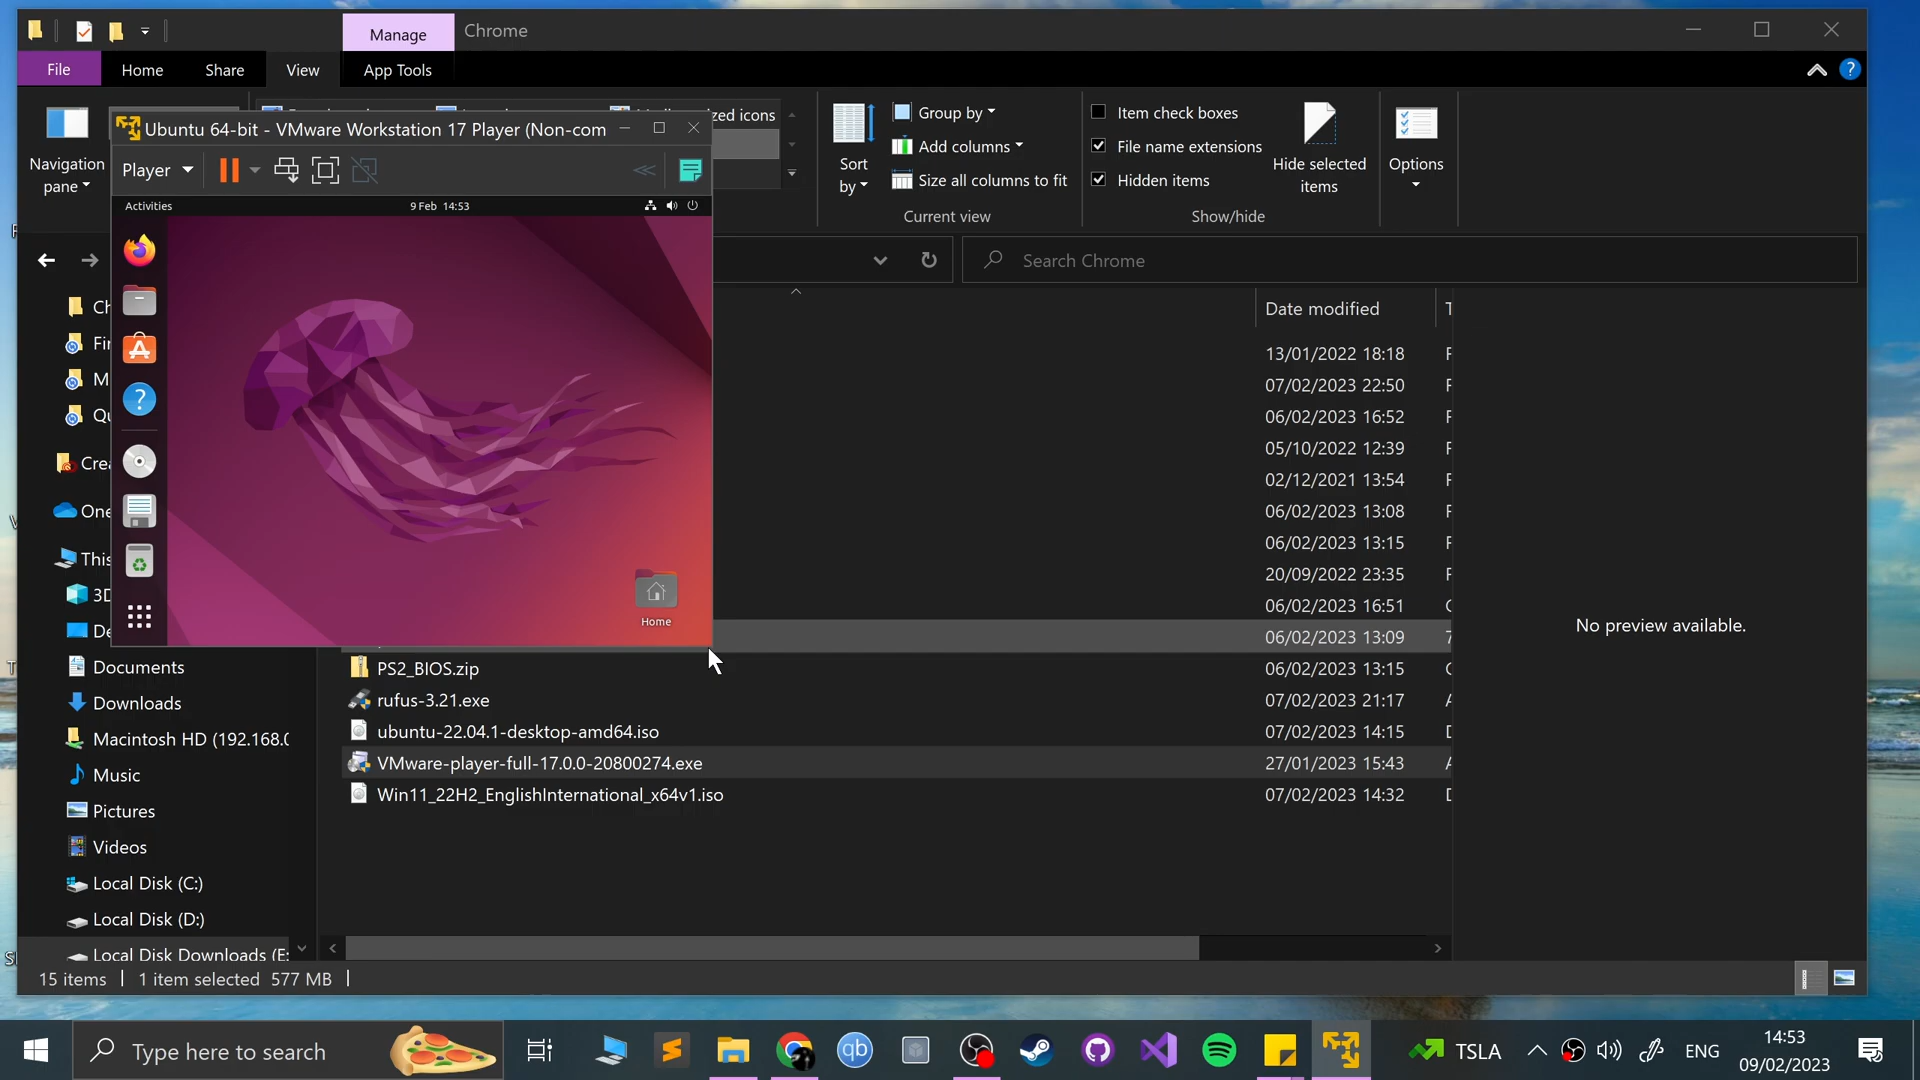 Manage
Chrome
File
Home
Share
View
App Tools
Navigation
pane
zed icons
Sort
by
Group by
Add columns
Size all columns to fit
Current view
Item check boxes
File name extensions
Hidden items
Show/hide
Hide selected
items
Options
Ubuntu 64-bit - VMware Workstation 17 Player (Non-com
Player
Activities
9 Feb 14:53
Home
Search Chrome
Date modified
13/01/2022 18:18
07/02/2023 22:50
06/02/2023 16:52
05/10/2022 12:39
02/12/2021 13:54
06/02/2023 13:08
06/02/2023 13:15
20/09/2022 23:35
06/02/2023 16:51
06/02/2023 13:09
PS2_BIOS.zip 06/02/2023 13:15
rufus-3.21.exe 07/02/2023 21:17
ubuntu-22.04.1-desktop-amd64.iso 07/02/2023 14:15
VMware-player-full-17.0.0-20800274.exe 27/01/2023 15:43
Win11_22H2_EnglishInternational_x64v1.iso 07/02/2023 14:32
No preview available.
Ch
Fir
M
Qu
Crea
One
This
3D
De
Documents
Downloads
Macintosh HD (192.168.0
Music
Pictures
Videos
Local Disk (C:)
Local Disk (D:)
Local Disk Downloads (E:
15 items
1 item selected 577 MB
Type here to search
TSLA
ENG
14:53
09/02/2023